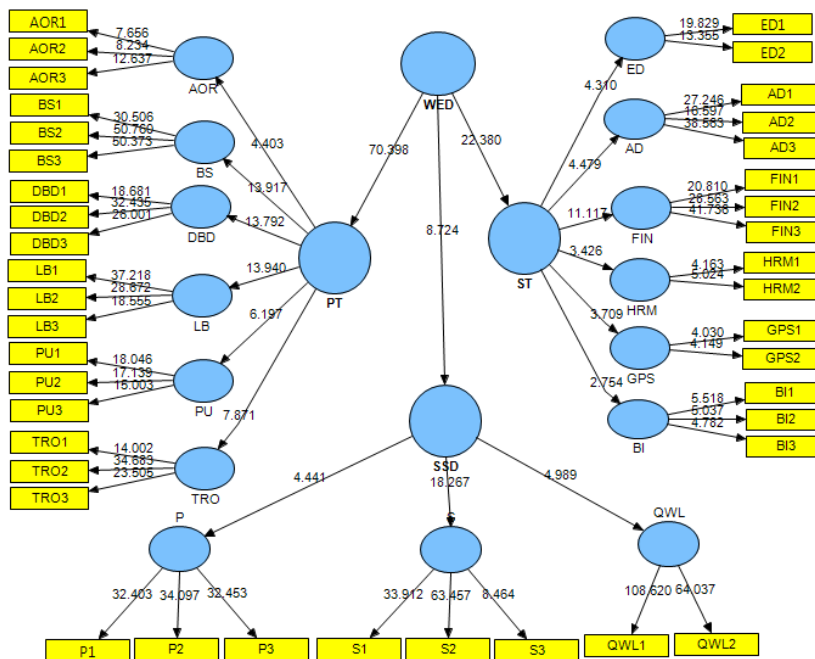 AOR1
7.656
AOR2
8.234
AOR3
12.637
AOR
BS1
30.506
BS2
50.760
BS3
50.373
BS
DBD1
18.681
DBD2
32.435
DBD3
26.001
DBD
LB1
37.218
LB2
28.672
LB3
18.555
LB
PU1
18.046
PU2
17.139
PU3
15.003
PU
TRO1
14.002
TRO2
34.683
TRO3
23.505
TRO
4.403
13.917
13.792
13.940
6.197
7.871
PT
WED
70.398
22.380
8.724
ST
4.310
4.479
11.117
3.426
3.709
2.754
ED
19.829
ED1
13.355
ED2
AD
27.246
AD1
16.597
AD2
38.563
AD3
FIN
20.810
FIN1
26.563
FIN2
41.736
FIN3
HRM
4.163
HRM1
5.024
HRM2
GPS
4.030
GPS1
4.149
GPS2
BI
5.518
BI1
5.037
BI2
4.782
BI3
SSD
4.441
18.267
4.989
P
S
QWL
32.403
34.097
32.453
33.912
63.457
8.464
108.620
64.037
P1
P2
P3
S1
S2
S3
QWL1
QWL2